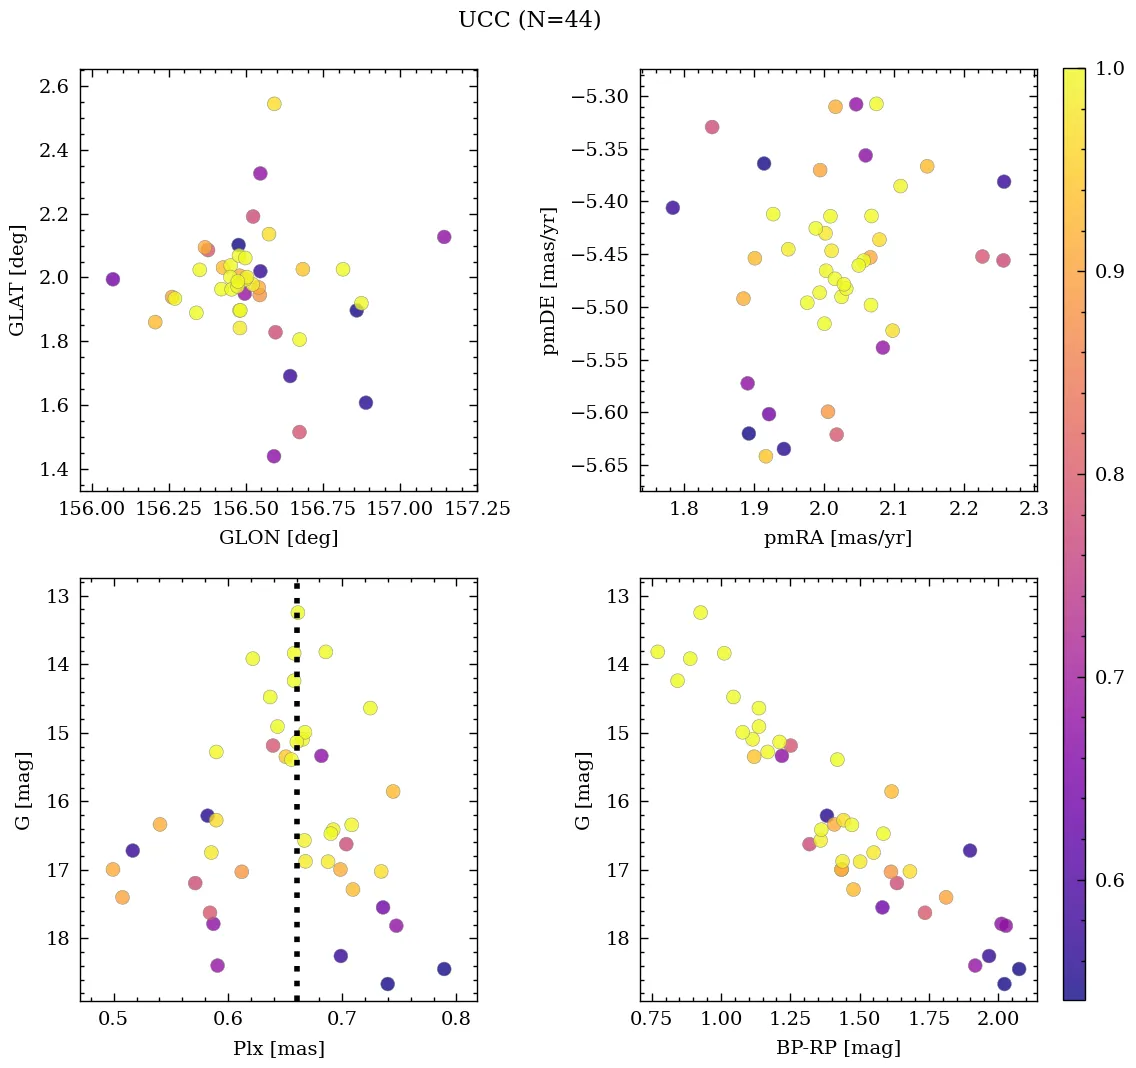 UCC (N=44)
2.6
2.4
2.2
2.0
1.8
1.6
1.4
GLAT [deg]
156.00 156.25 156.50 156.75 157.00 157.25
GLON [deg]
−5.30
−5.35
−5.40
−5.45
−5.50
−5.55
−5.60
−5.65
pmDE [mas/yr]
1.8 1.9 2.0 2.1 2.2 2.3
pmRA [mas/yr]
13
14
15
16
17
18
G [mag]
0.5 0.6 0.7 0.8
Plx [mas]
13
14
15
16
17
18
G [mag]
0.75 1.00 1.25 1.50 1.75 2.00
BP-RP [mag]
1.0
0.9
0.8
0.7
0.6